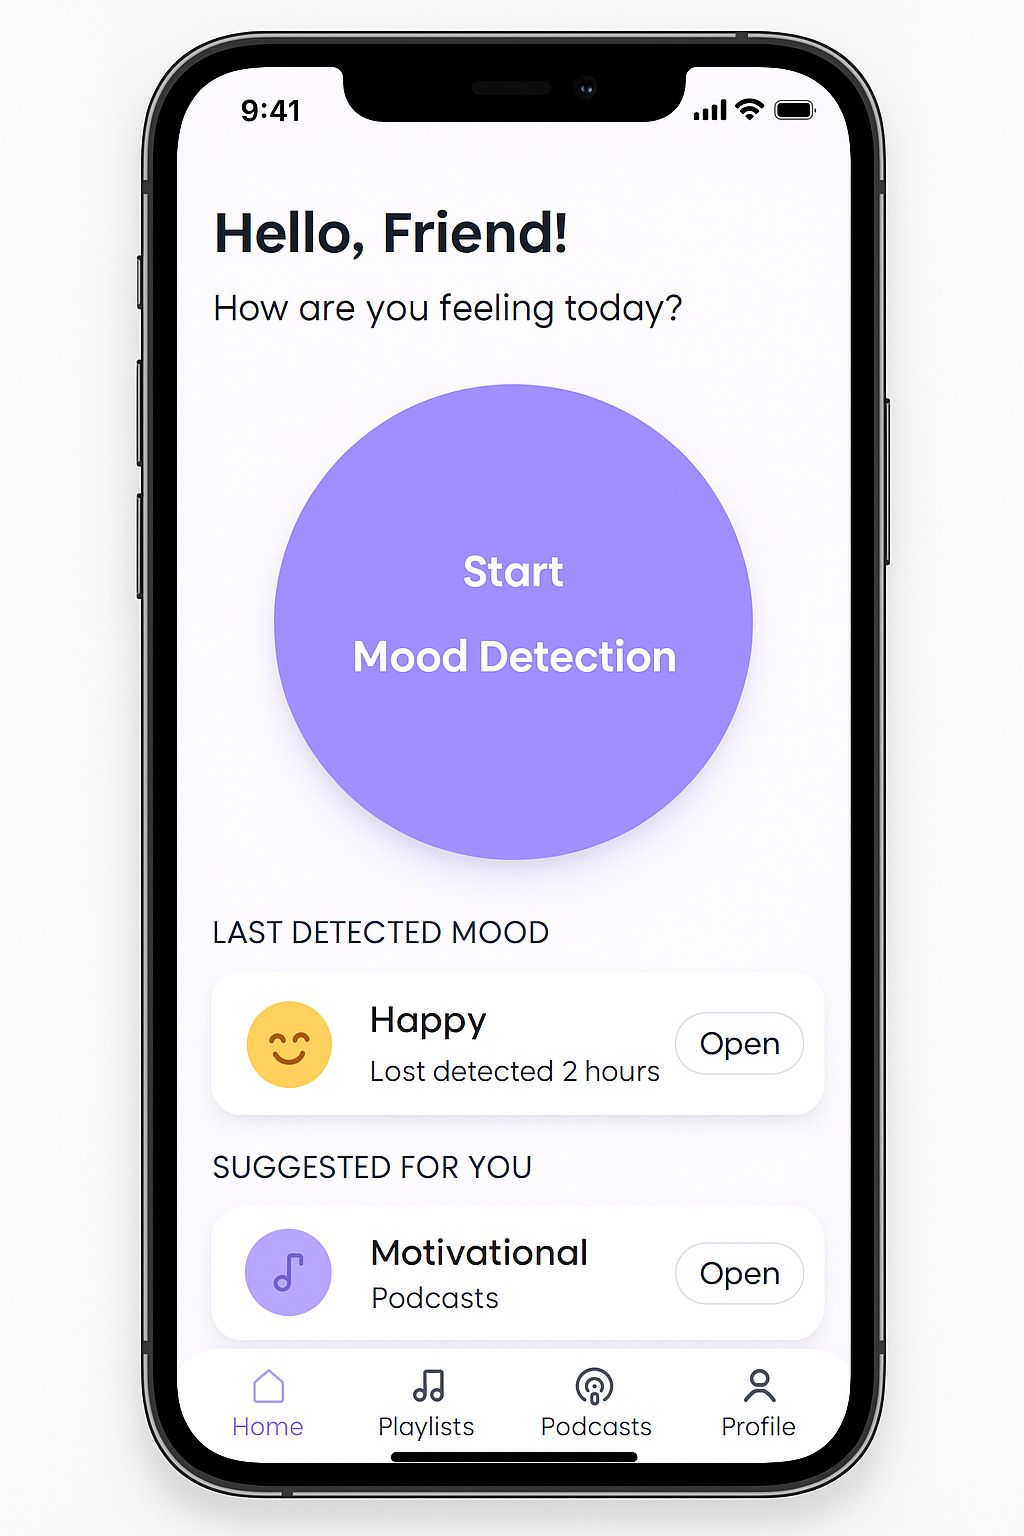 9:41
Hello, Friend!
How are you feeling today?
Start
Mood Detection
LAST DETECTED MOOD
Happy
Lost detected 2 hours
Open
SUGGESTED FOR YOU
Motivational
Podcasts
Open
Home
Playlists
Podcasts
Profile